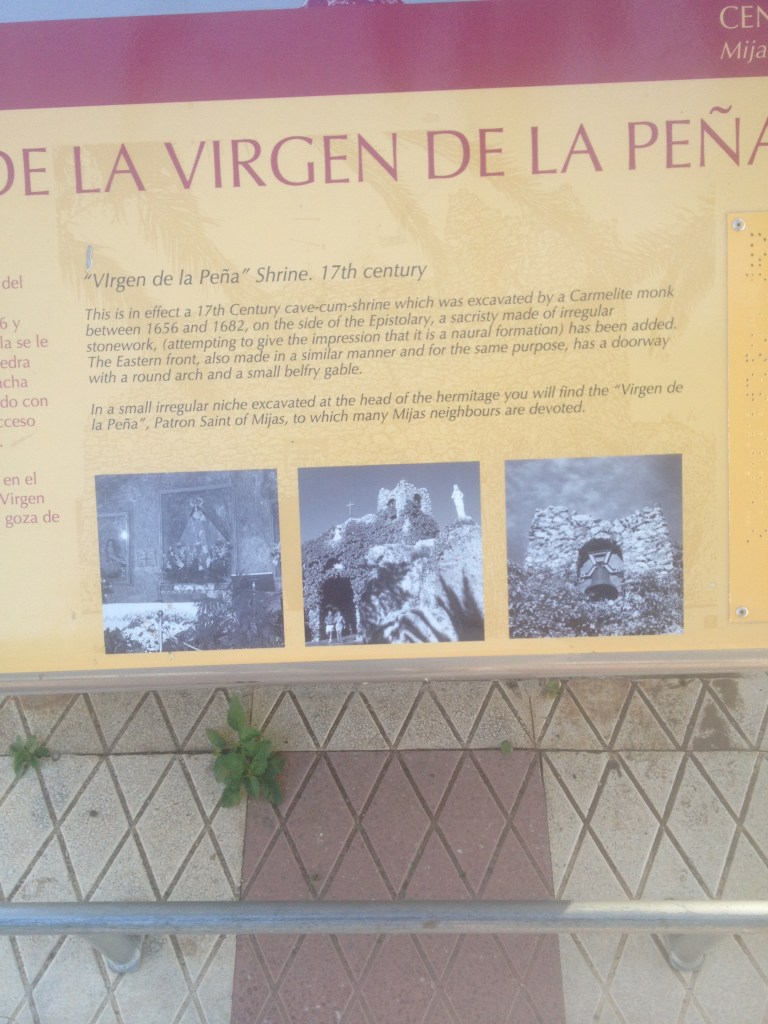 CEN
Mija
DE LA VIRGEN DE LA PEÑA
del
6 y
la se le
edra
acha
do con
cceso
en el
Virgen
goza de
"VIrgen de la Peña" Shrine. 17th century
This is in effect a 17th Century cave-cum-shrine which was excavated by a Carmelite monk
between 1656 and 1682, on the side of the Epistolary, a sacristy made of irregular
stonework, (attempting to give the impression that it is a naural formation) has been added.
The Eastern front, also made in a similar manner and for the same purpose, has a doorway
with a round arch and a small belfry gable.
In a small irregular niche excavated at the head of the hermitage you will find the "Virgen de
la Peña", Patron Saint of Mijas, to which many Mijas neighbours are devoted.